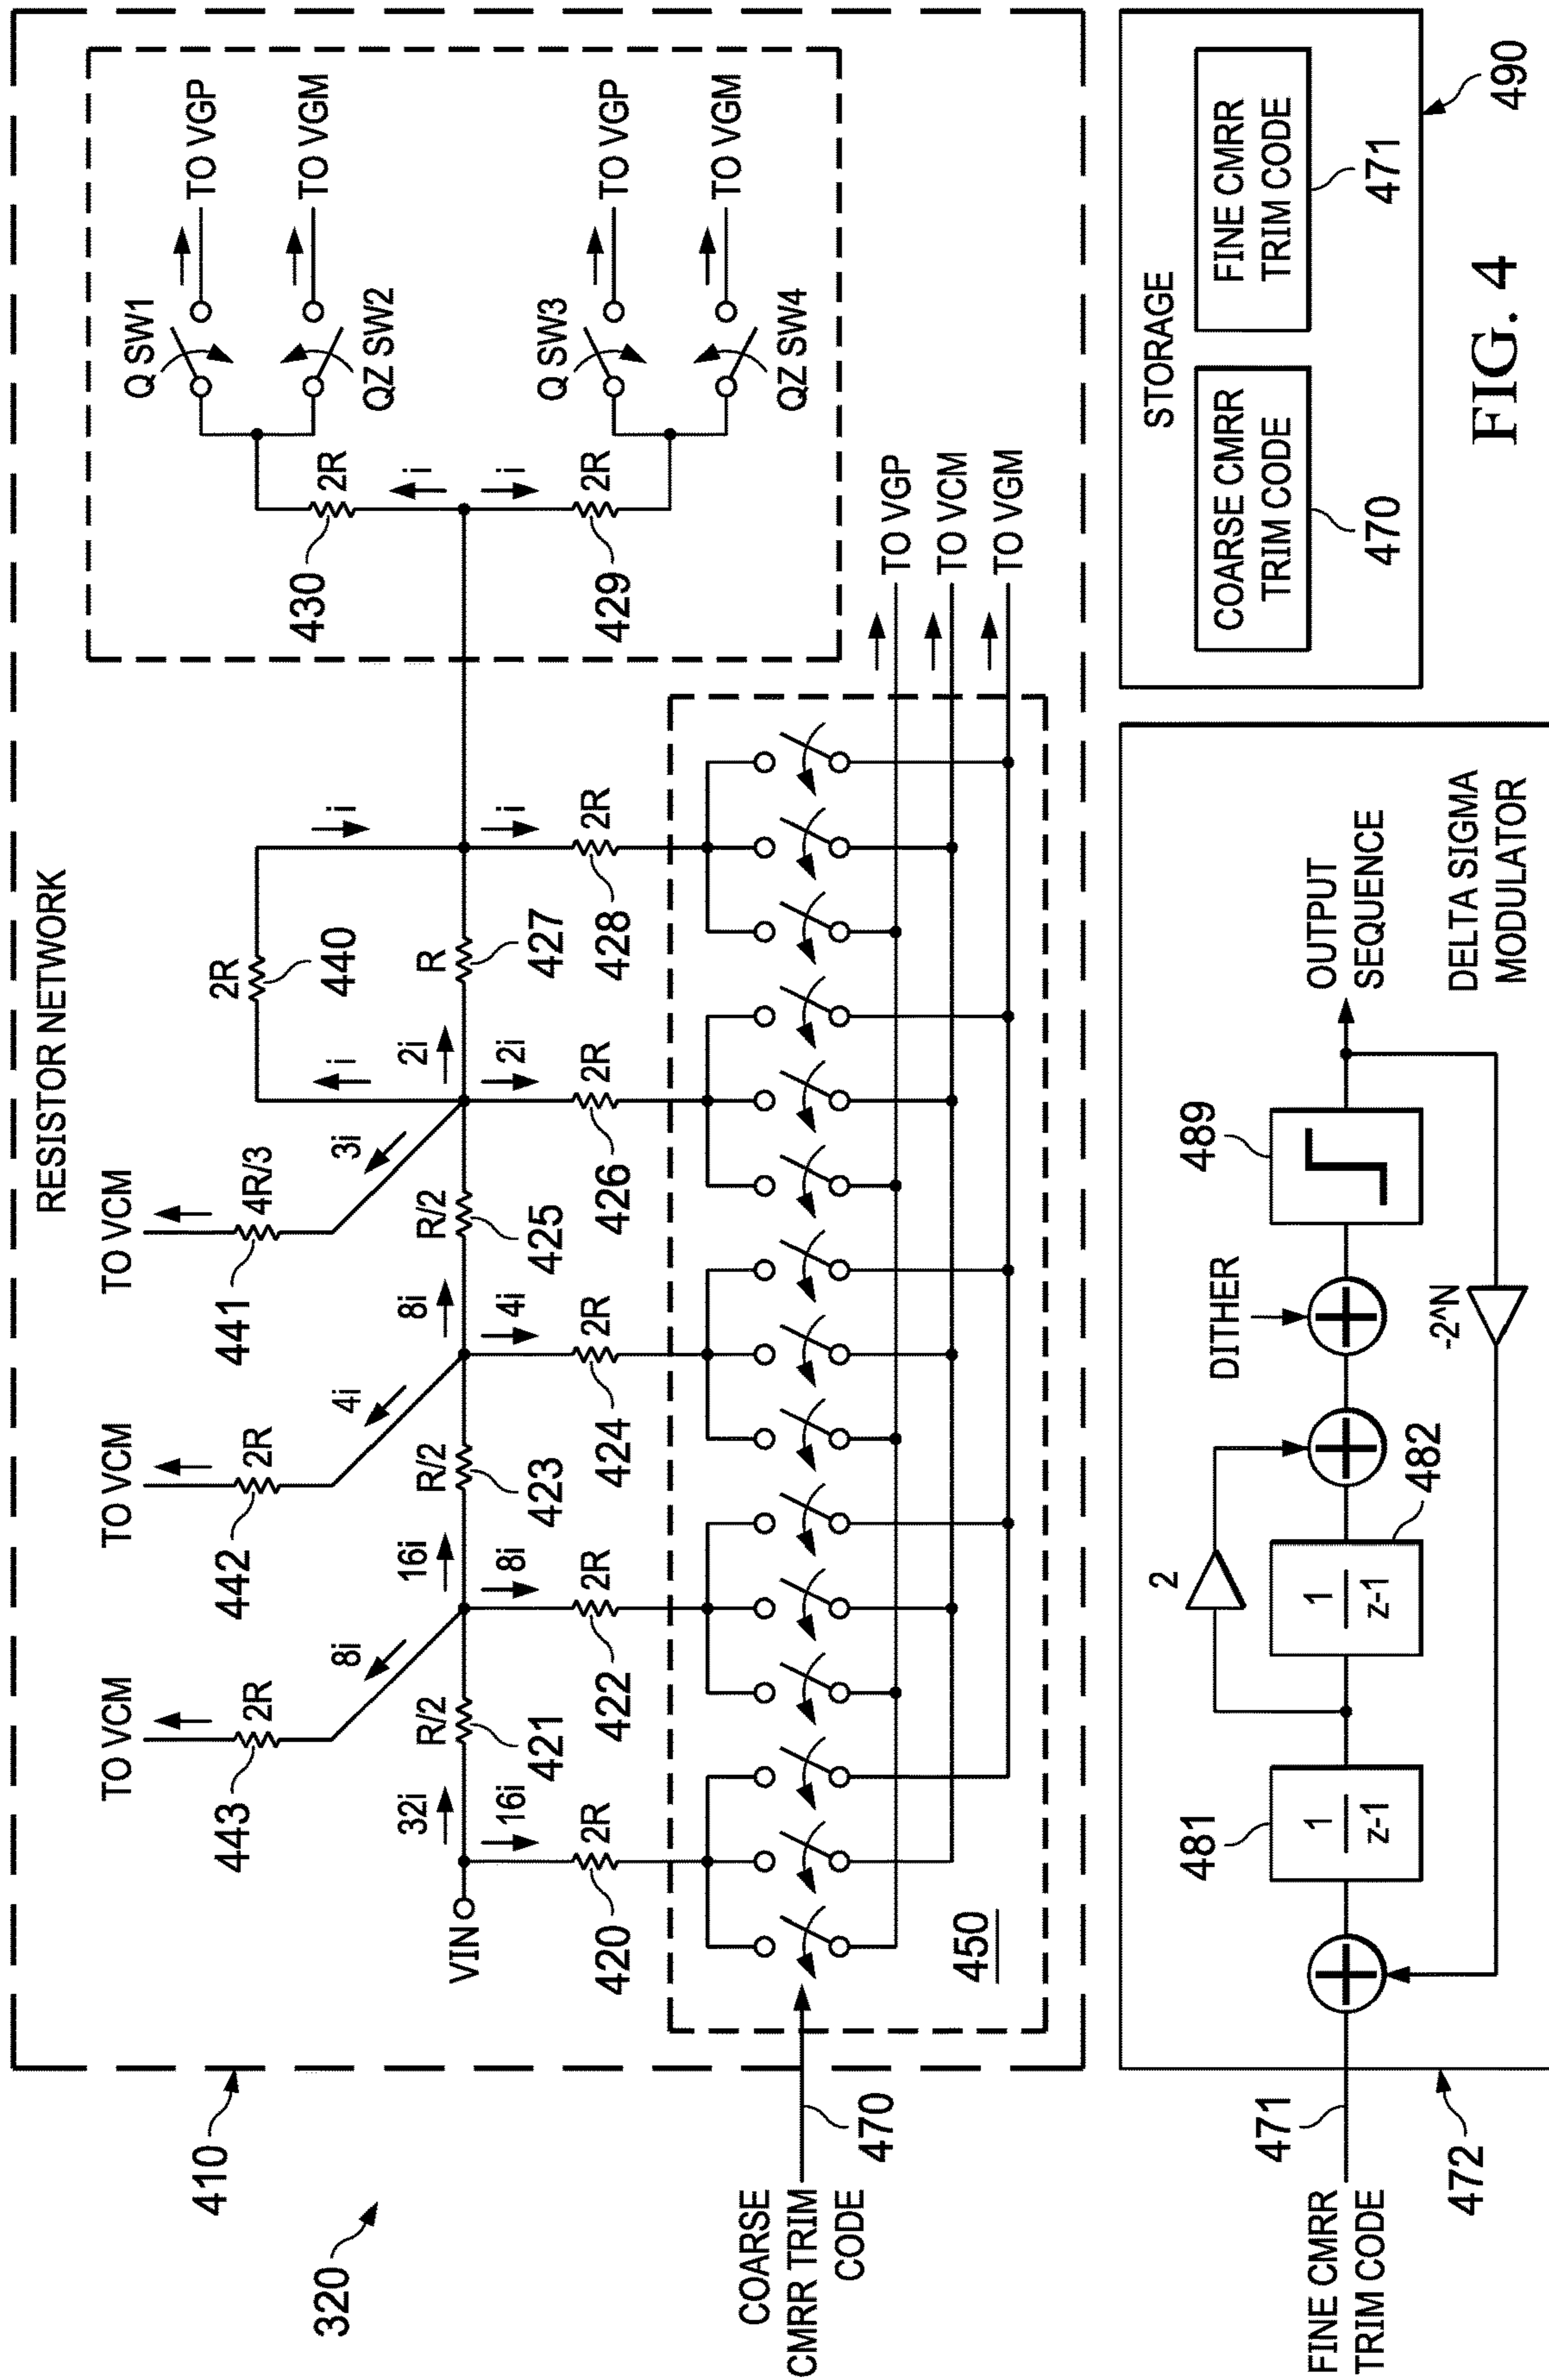 320
410
RESISTOR NETWORK
TO VCM
TO VCM
TO VCM
443
2R
442
2R
441
4R/3
2R
440
8i
4i
3i
i
i
VIN
32i
R/2
421
16i
R/2
423
8i
R/2
425
2i
R
427
16i
8i
4i
2i
i
420
2R
422
2R
424
2R
426
2R
428
2R
430
2R
i
i
429
2R
Q SW1
TO VGP
QZ SW2
TO VGM
Q SW3
TO VGP
QZ SW4
TO VGM
COARSE
CMRR TRIM
CODE
470
450
TO VGP
TO VCM
TO VGM
FINE CMRR
TRIM CODE
471
472
481
1
z-1
2
1
z-1
482
DITHER
489
-2^N
OUTPUT
SEQUENCE
DELTA SIGMA
MODULATOR
STORAGE
COARSE CMRR
TRIM CODE
470
FINE CMRR
TRIM CODE
471
490
FIG. 4